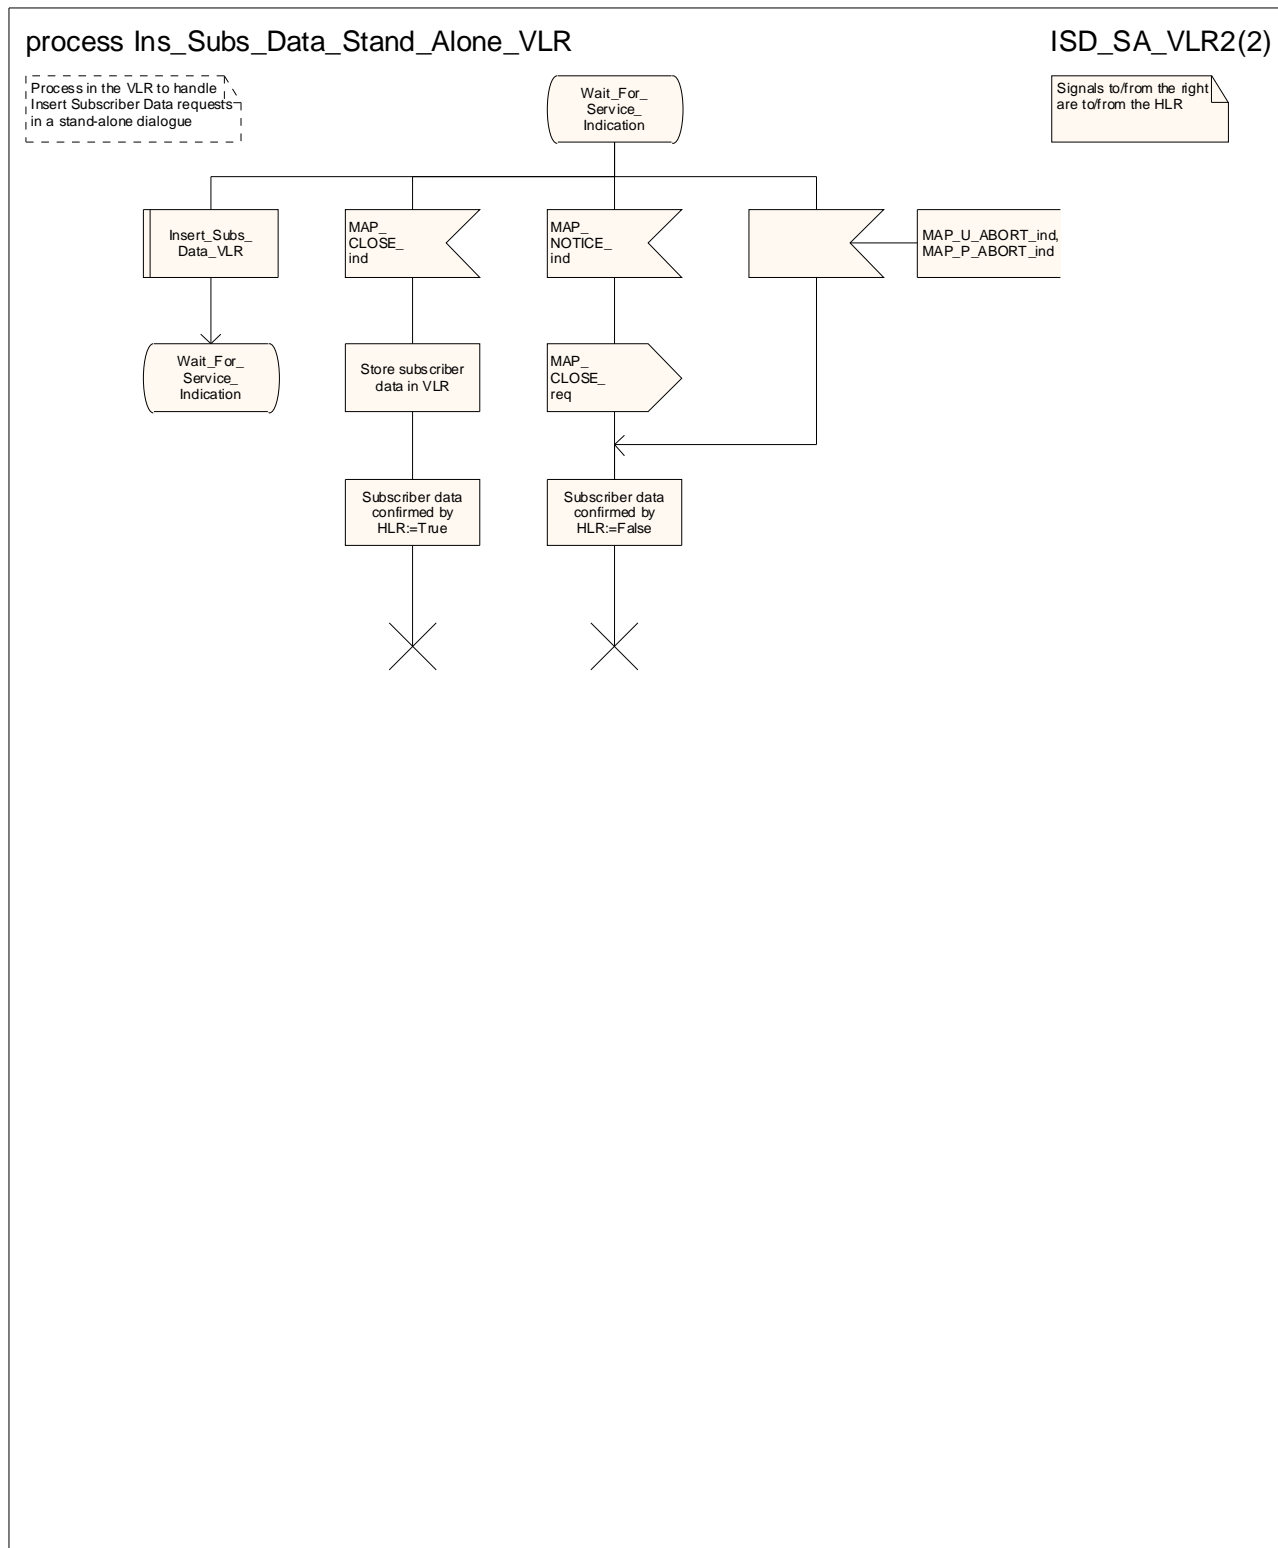 process Ins_Subs_Data_Stand_Alone_VLR
ISD_SA_VLR2(2)
Process in the VLR to handle
Insert Subscriber Data requests
in a stand-alone dialogue
Wait_For_
Service_
Indication
Signals to/from the right
are to/from the HLR
Insert_Subs_
Data_VLR
MAP_
CLOSE_
ind
MAP_
NOTICE_
ind
MAP_U_ABORT_ind,
MAP_P_ABORT_ind
Wait_For_
Service_
Indication
Store subscriber
data in VLR
MAP_
CLOSE_
req
Subscriber data
confirmed by
HLR:=True
Subscriber data
confirmed by
HLR:=False